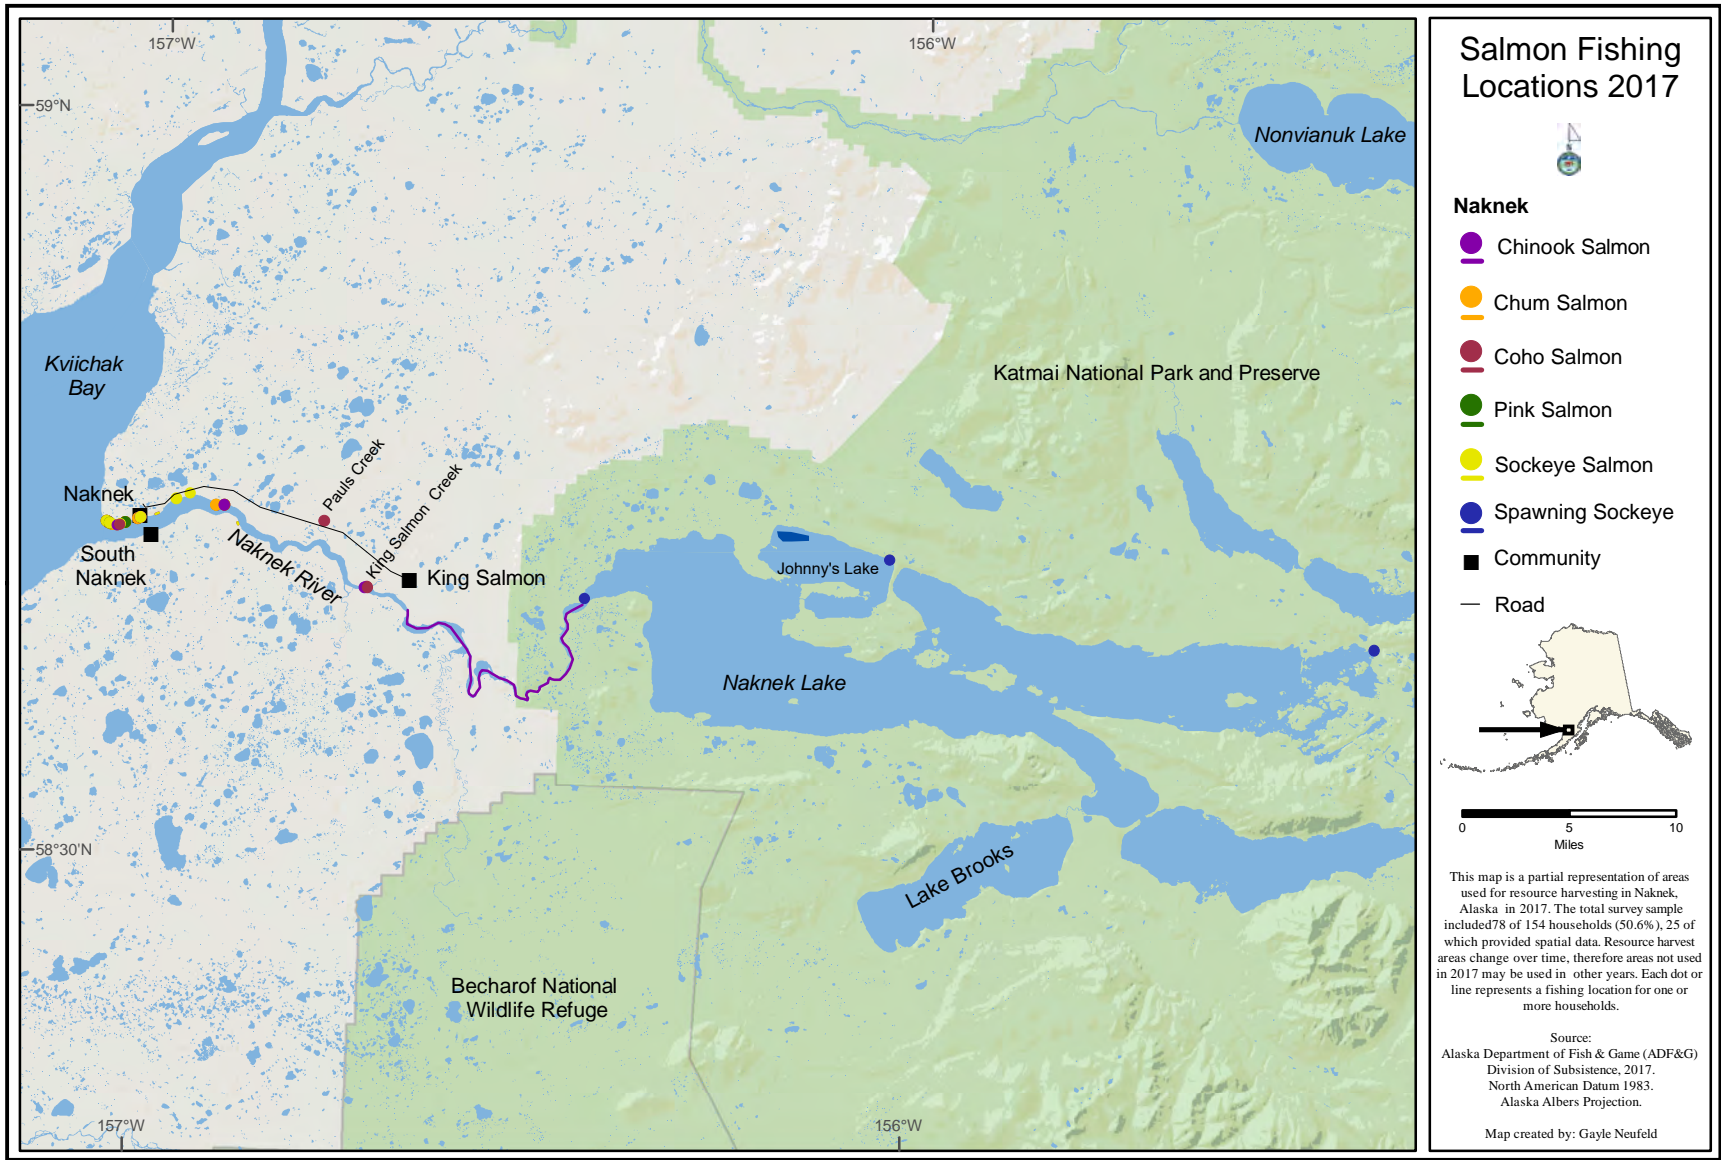 157°W
156°W
59°N
Nonvianuk Lake
Kviichak
Bay
Katmai National Park and Preserve
Pauls Creek
King Salmon Creek
Naknek
South
Naknek
Naknek River
King Salmon
Johnny's Lake
Naknek Lake
58°30'N
Lake Brooks
Becharof National
Wildlife Refuge
157°W
156°W
Salmon Fishing
Locations 2017
Naknek
Chinook Salmon
Chum Salmon
Coho Salmon
Pink Salmon
Sockeye Salmon
Spawning Sockeye
Community
Road
0 5 10
Miles
This map is a partial representation of areas
used for resource harvesting in Naknek,
Alaska in 2017. The total survey sample
included78 of 154 households (50.6%), 25 of
which provided spatial data. Resource harvest
areas change over time, therefore areas not used
in 2017 may be used in other years. Each dot or
line represents a fishing location for one or
more households.
Source:
Alaska Department of Fish & Game (ADF&G)
Division of Subsistence, 2017.
North American Datum 1983.
Alaska Albers Projection.
Map created by: Gayle Neufeld